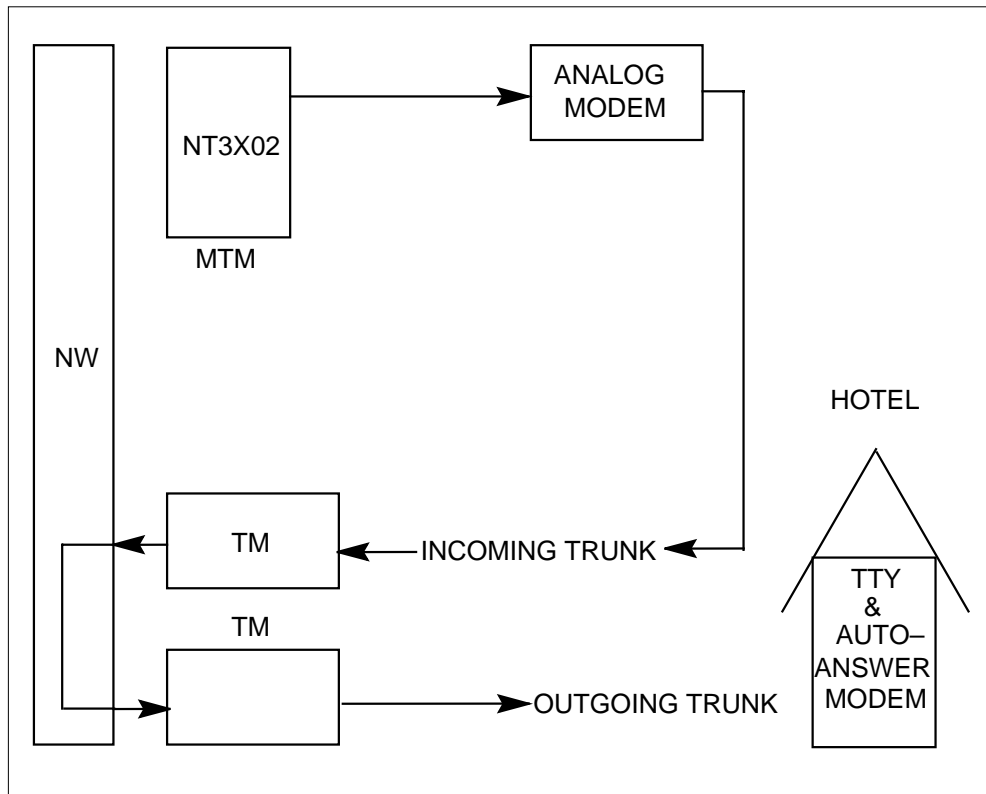 ANALOG
MODEM
NT3X02
MTM
NW
HOTEL
TM
INCOMING TRUNK
TTY
&
AUTO–
ANSWER
MODEM
TM
OUTGOING TRUNK